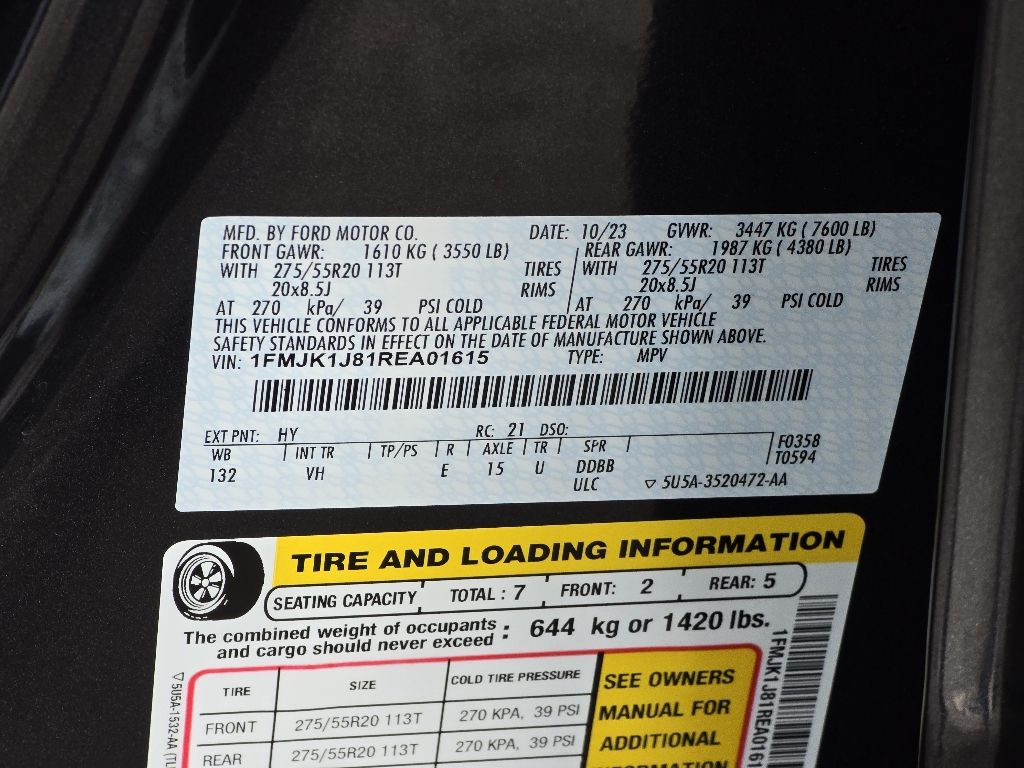 MFD. BY FORD MOTOR CO. DATE: 10/23 GVWR: 3447 KG ( 7600 LB)
FRONT GAWR: 1610 KG ( 3550 LB) REAR GAWR: 1987 KG ( 4380 LB)
WITH 275/55R20 113T TIRES WITH 275/55R20 113T TIRES
20x8.5J RIMS 20x8.5J RIMS
AT 270 kPa/ 39 PSI COLD AT 270 kPa/ 39 PSI COLD
THIS VEHICLE CONFORMS TO ALL APPLICABLE FEDERAL MOTOR VEHICLE
SAFETY STANDARDS IN EFFECT ON THE DATE OF MANUFACTURE SHOWN ABOVE.
VIN: 1FMJK1J81REA01615 TYPE: MPV
EXT PNT: HY RC: 21 DSO:
WB INT TR TP/PS R AXLE TR SPR F0358
132 VH E 15 U DDBB T0594
ULC 5U5A-3520472-AA
TIRE AND LOADING INFORMATION
SEATING CAPACITY TOTAL : 7 FRONT: 2 REAR: 5
The combined weight of occupants
and cargo should never exceed : 644 kg or 1420 lbs.
TIRE SIZE COLD TIRE PRESSURE
FRONT 275/55R20 113T 270 KPA, 39 PSI
REAR 275/55R20 113T 270 KPA, 39 PSI
SEE OWNERS
MANUAL FOR
ADDITIONAL
INFORMATION
5U5A-1532-AA (TL
1FMJK1J81REA0161